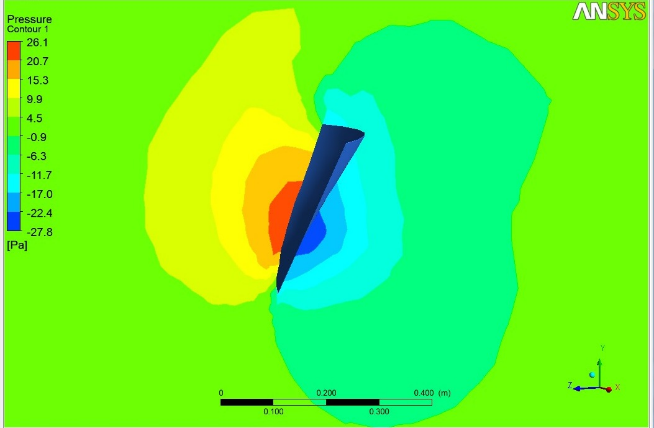 ANSYS
Pressure
Contour 1
26.1
20.7
15.3
9.9
4.5
-0.9
-6.3
-11.7
-17.0
-22.4
-27.8
[Pa]
Y
Z X
0 0.200 0.400 (m)
0.100 0.300